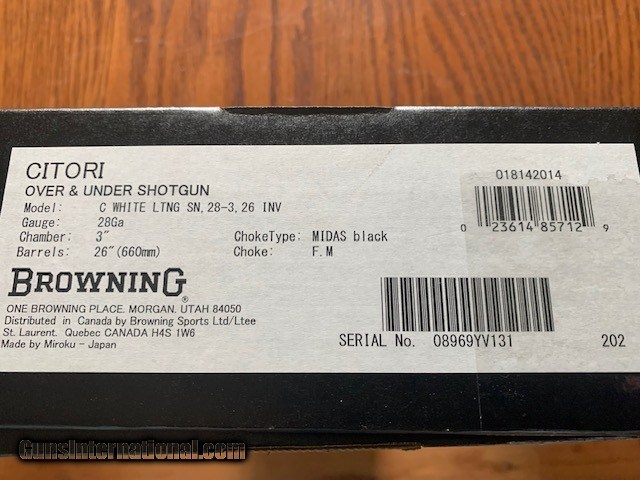 CITORI
OVER & UNDER SHOTGUN
Model: C WHITE LTNG SN,28-3,26 INV
Gauge: 28Ga
Chamber: 3" ChokeType: MIDAS black
Barrels: 26"(660mm) Choke: F.M
018142014
0 23614 85712 9
BROWNING®
ONE BROWNING PLACE. MORGAN. UTAH 84050
Distributed in Canada by Browning Sports Ltd/Ltee
St. Laurent. Quebec CANADA H4S 1W6
Made by Miroku - Japan
SERIAL No. 08969YV131 202
GunsInternational.com